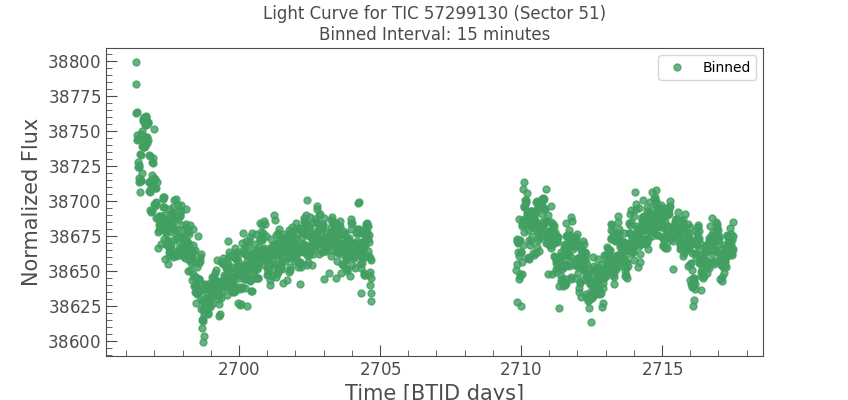 Light Curve for TIC 57299130 (Sector 51)
Binned Interval: 15 minutes
Normalized Flux
38800
38775
38750
38725
38700
38675
38650
38625
38600
Binned
2700
2705
2710
2715
Time [BTJD days]